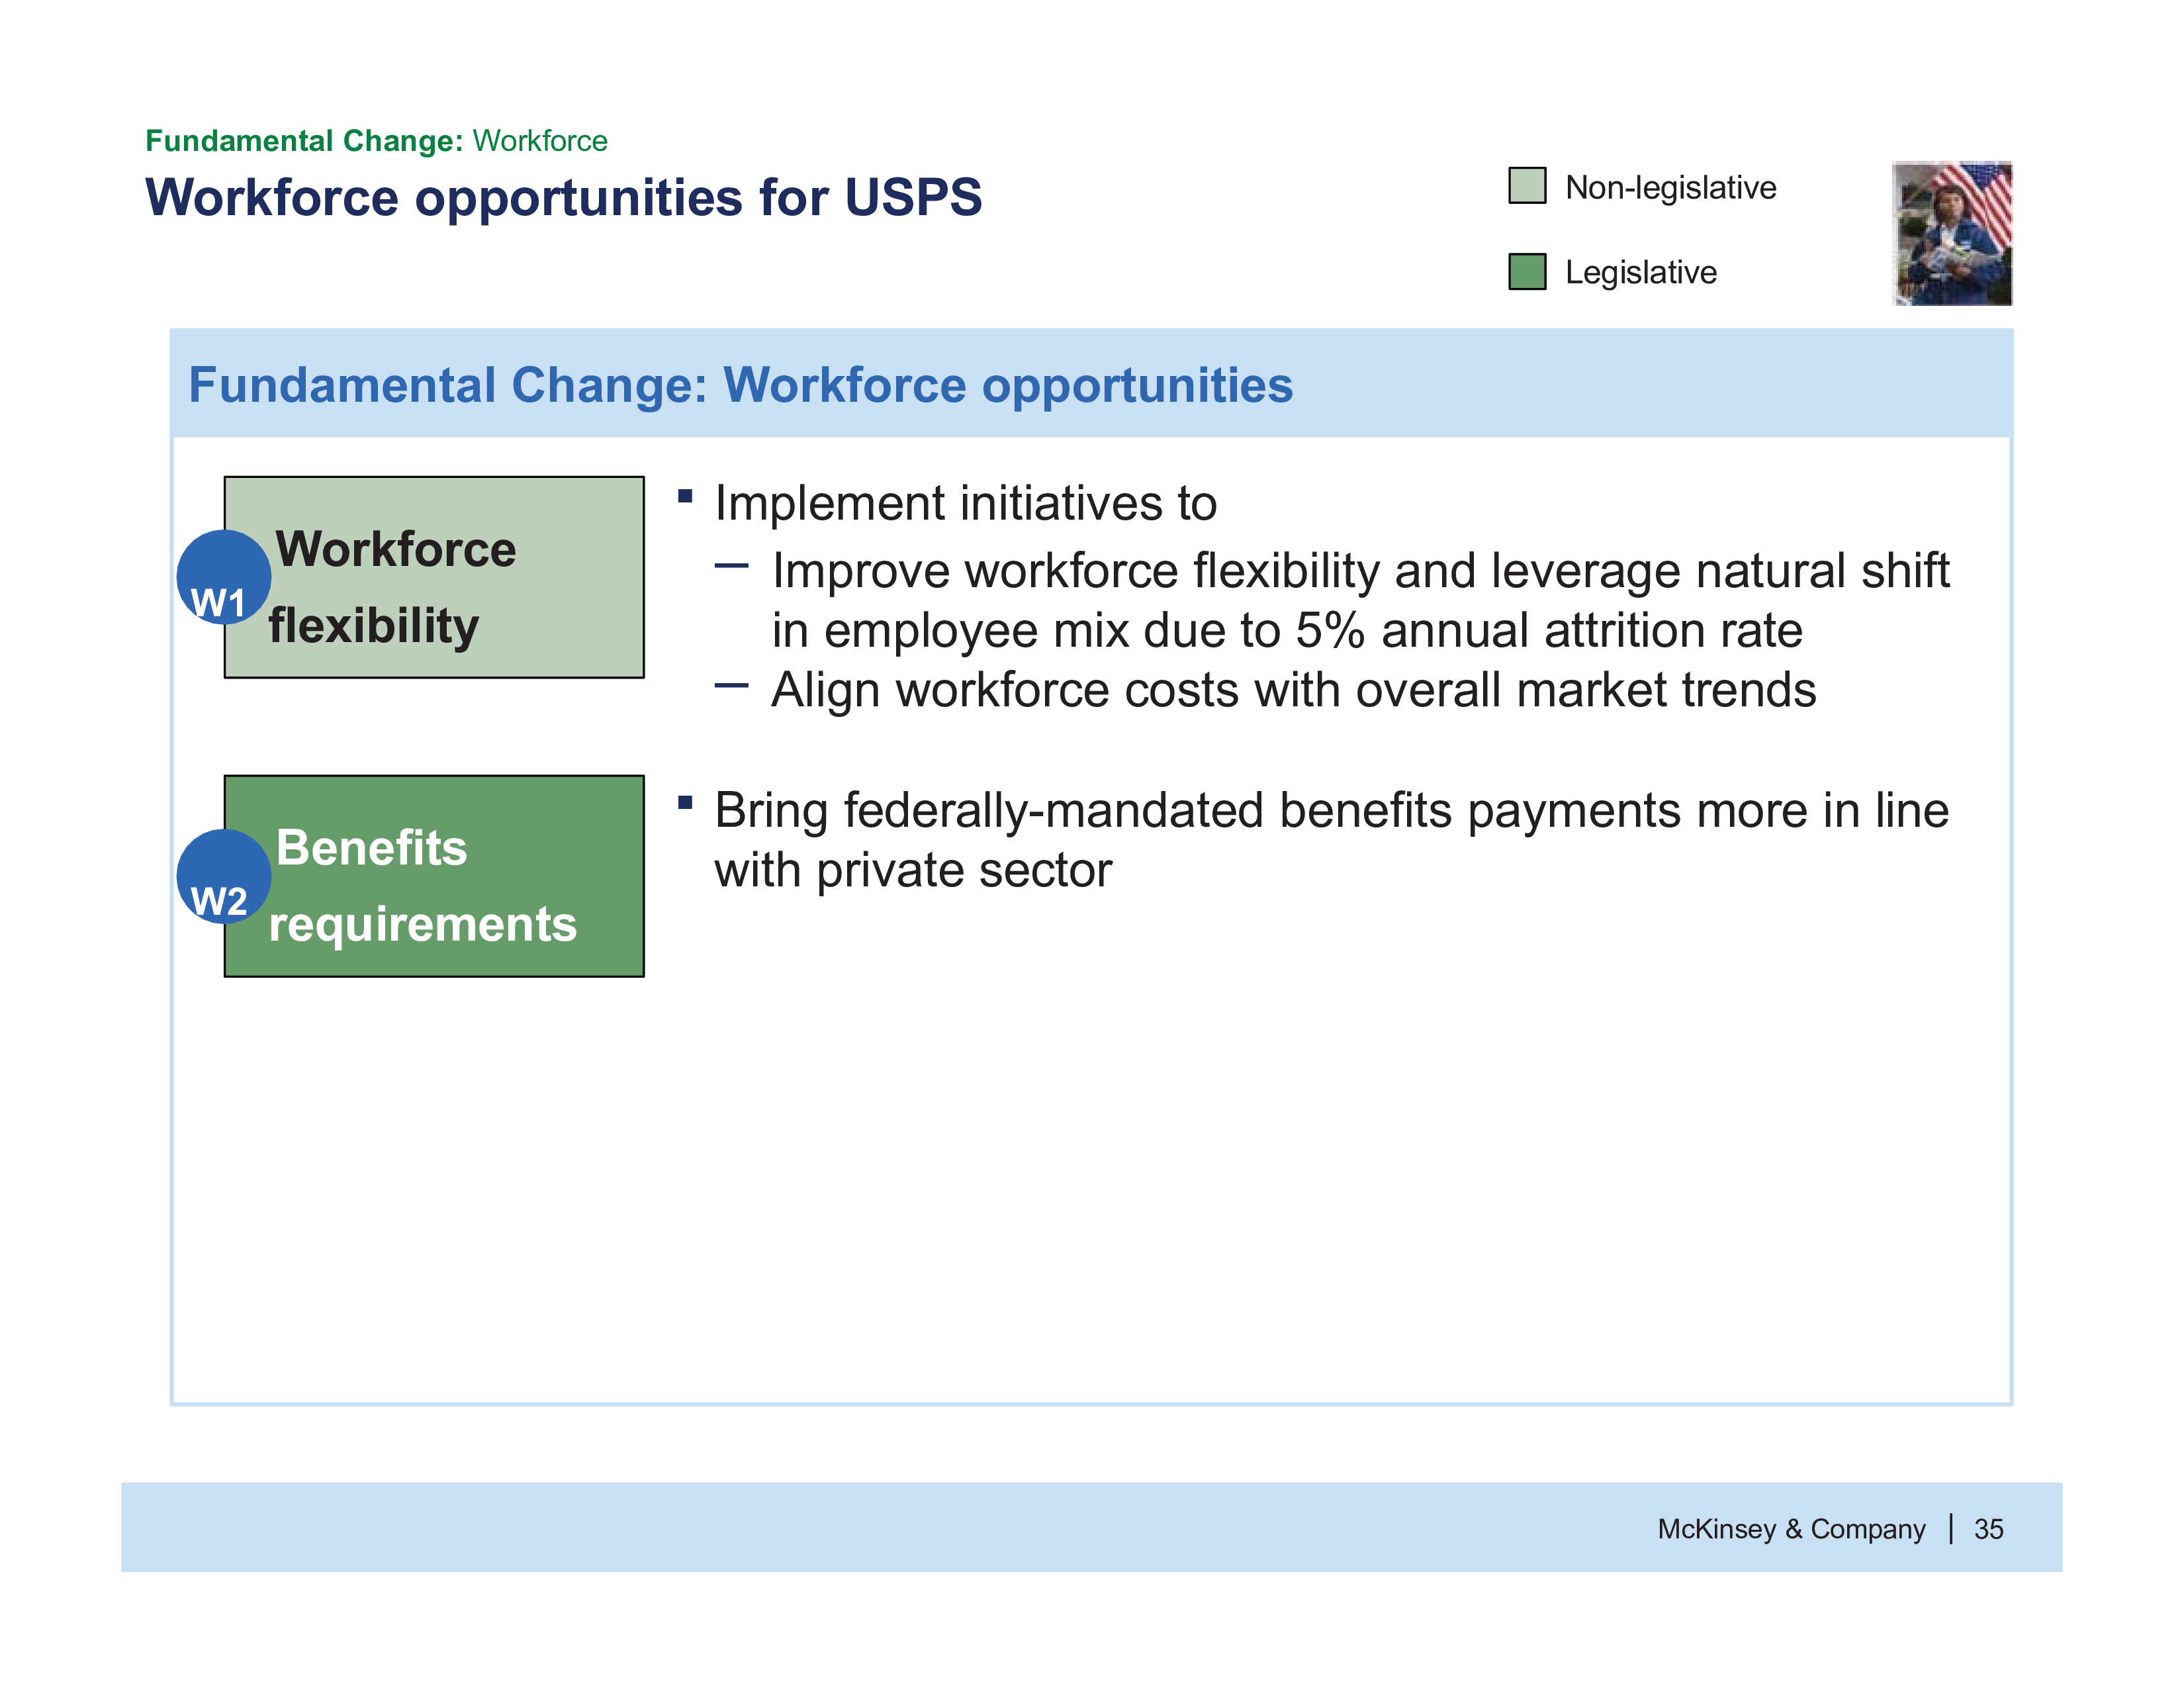 Fundamental Change: Workforce
Workforce opportunities for USPS
Non-legislative
Legislative
Fundamental Change: Workforce opportunities
W1
Workforce
flexibility
▪ Implement initiatives to
– Improve workforce flexibility and leverage natural shift
in employee mix due to 5% annual attrition rate
– Align workforce costs with overall market trends
W2
Benefits
requirements
▪ Bring federally-mandated benefits payments more in line
with private sector
McKinsey & Company | 35